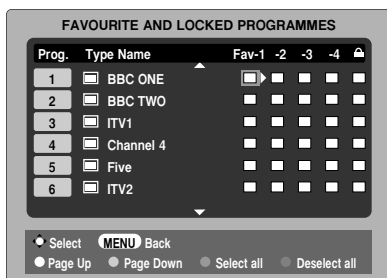 FAVOURITE AND LOCKED PROGRAMMES
Prog. Type Name Fav-1 -2 -3 -4
1 BBC ONE
2 BBC TWO
3 ITV1
4 Channel 4
5 Five
6 ITV2
Select MENU Back
Page Up Page Down Select all Deselect all